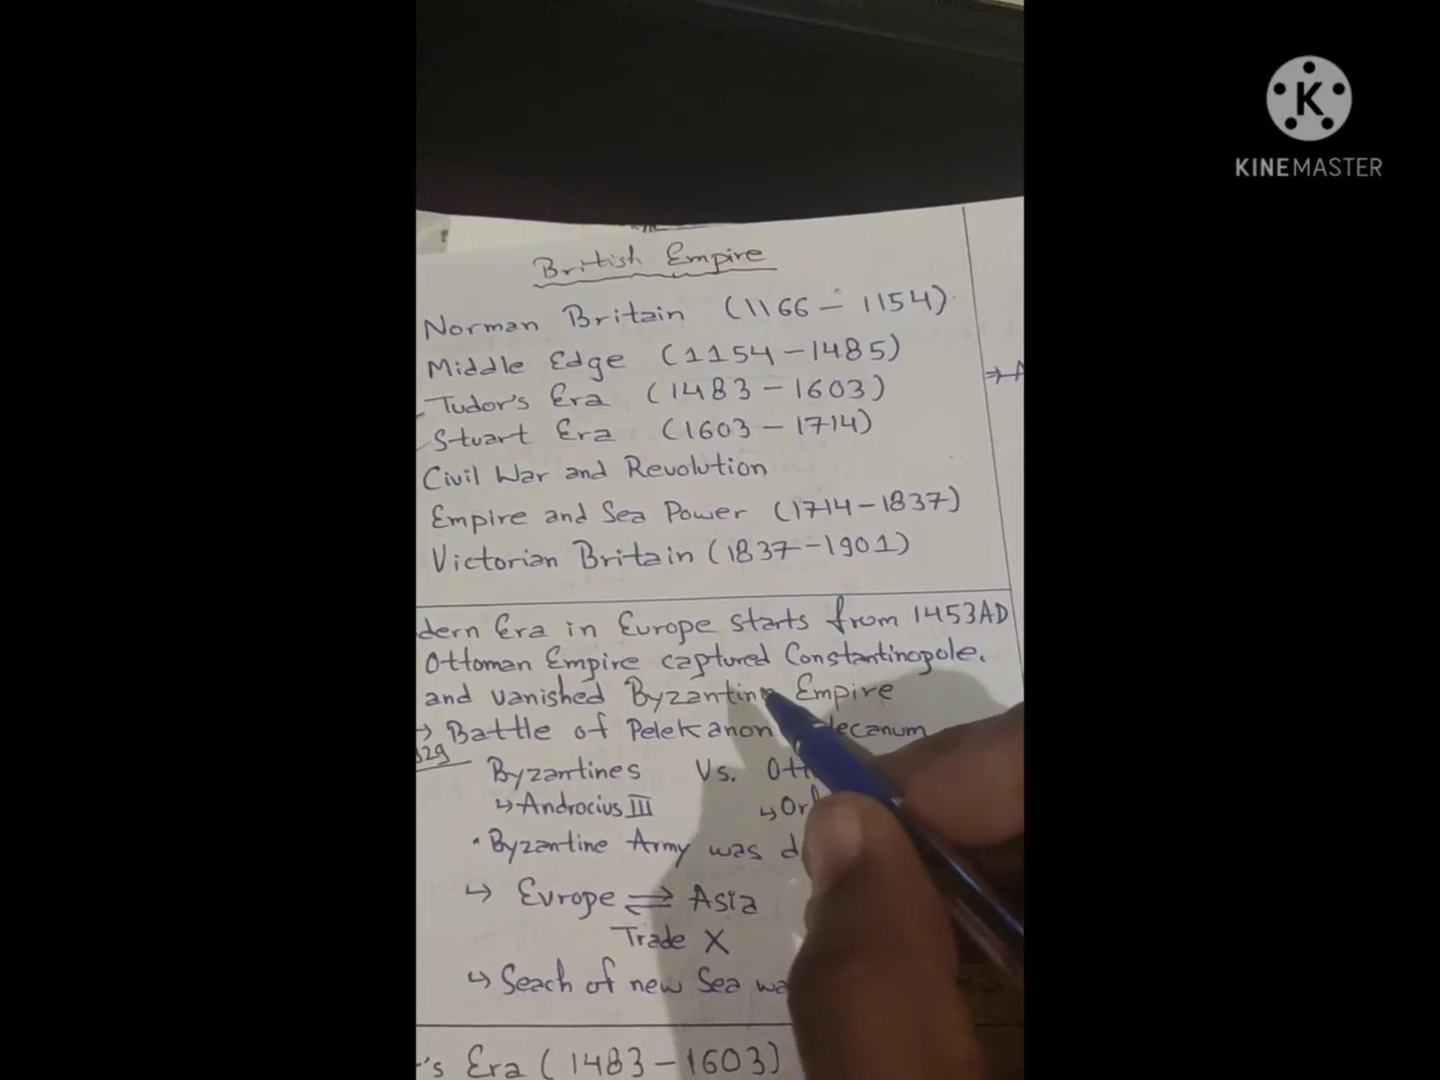 KINEMASTER
British Empire
Norman Britain (1166 - 1154)
Middle Edge (1154 - 1485)
Tudor's Era (1483 - 1603)
Stuart Era (1603 - 1714)
Civil War and Revolution
Empire and Sea Power (1714 - 1837)
Victorian Britain (1837 - 1901)
dern Era in Europe starts from 1453AD
Ottoman Empire captured Constantinopole.
and vanished Byzantine Empire
→ Battle of Pelekanon
Byzantines Vs.
↳ Androcius III
• Byzantine Army was
↳ Europe ⇌ Asia
Trade X
↳ Seach of new Sea
's Era (1483 - 1603)